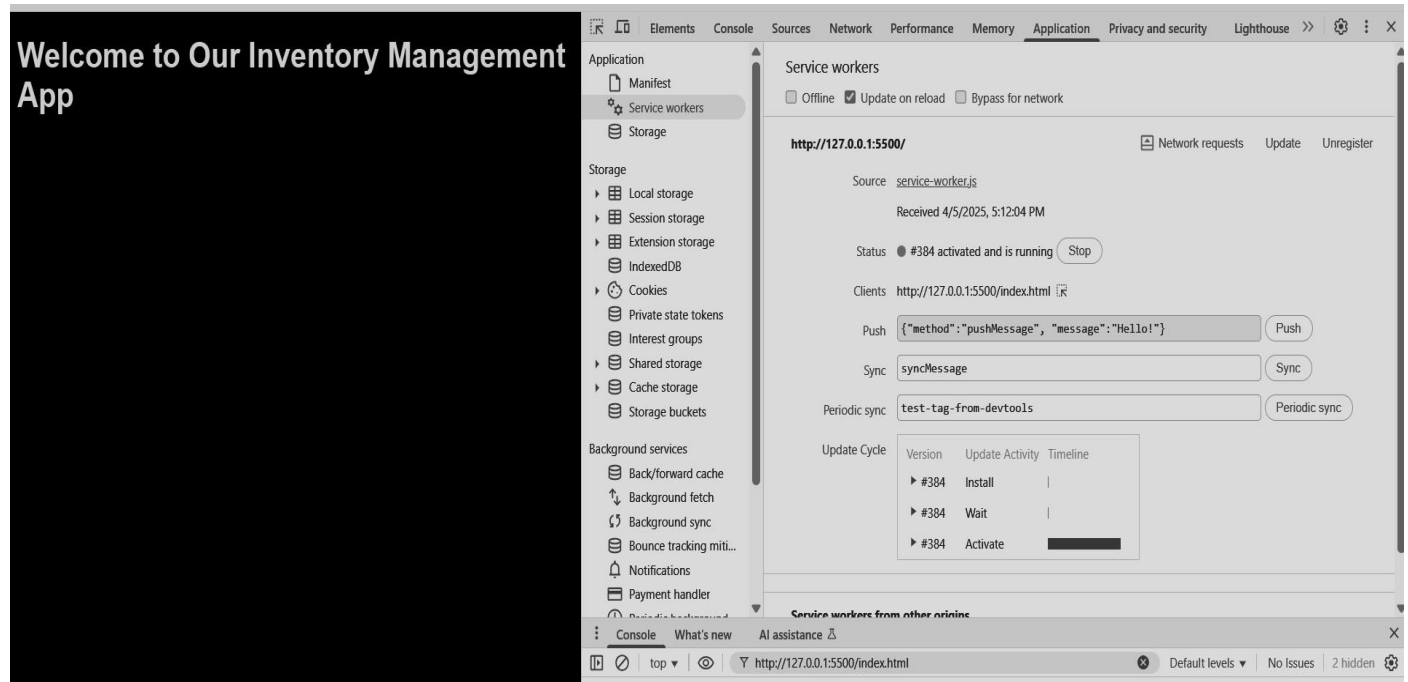 Welcome to Our Inventory Management
App
Elements Console Sources Network Performance Memory Application Privacy and security Lighthouse
Application
Manifest
Service workers
Storage
Storage
Local storage
Session storage
Extension storage
IndexedDB
Cookies
Private state tokens
Interest groups
Shared storage
Cache storage
Storage buckets
Background services
Back/forward cache
Background fetch
Background sync
Bounce tracking miti...
Notifications
Payment handler
Service workers
Offline Update on reload Bypass for network
http://127.0.0.1:5500/ Network requests Update Unregister
Source service-worker.js
Received 4/5/2025, 5:12:04 PM
Status #384 activated and is running Stop
Clients http://127.0.0.1:5500/index.html
Push {"method":"pushMessage", "message":"Hello!"} Push
Sync syncMessage Sync
Periodic sync test-tag-from-devtools Periodic sync
Update Cycle Version Update Activity Timeline
#384 Install
#384 Wait
#384 Activate
Service workers from other origins
Console What's new AI assistance
top http://127.0.0.1:5500/index.html Default levels No Issues 2 hidden